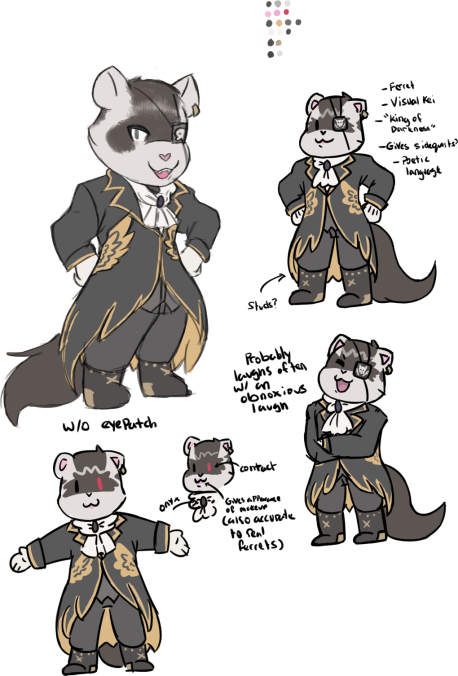 - Ferret
- Visual Kei
- "King of
Darkness"
- Gives sidequests?
- Poetic
language
Studs?
Probably
laughs often
w/ an
obnoxious
laugh
w/o eyepatch
contact
onyx
Gives appearance
of makeup
(also accurate
to real
ferrets)